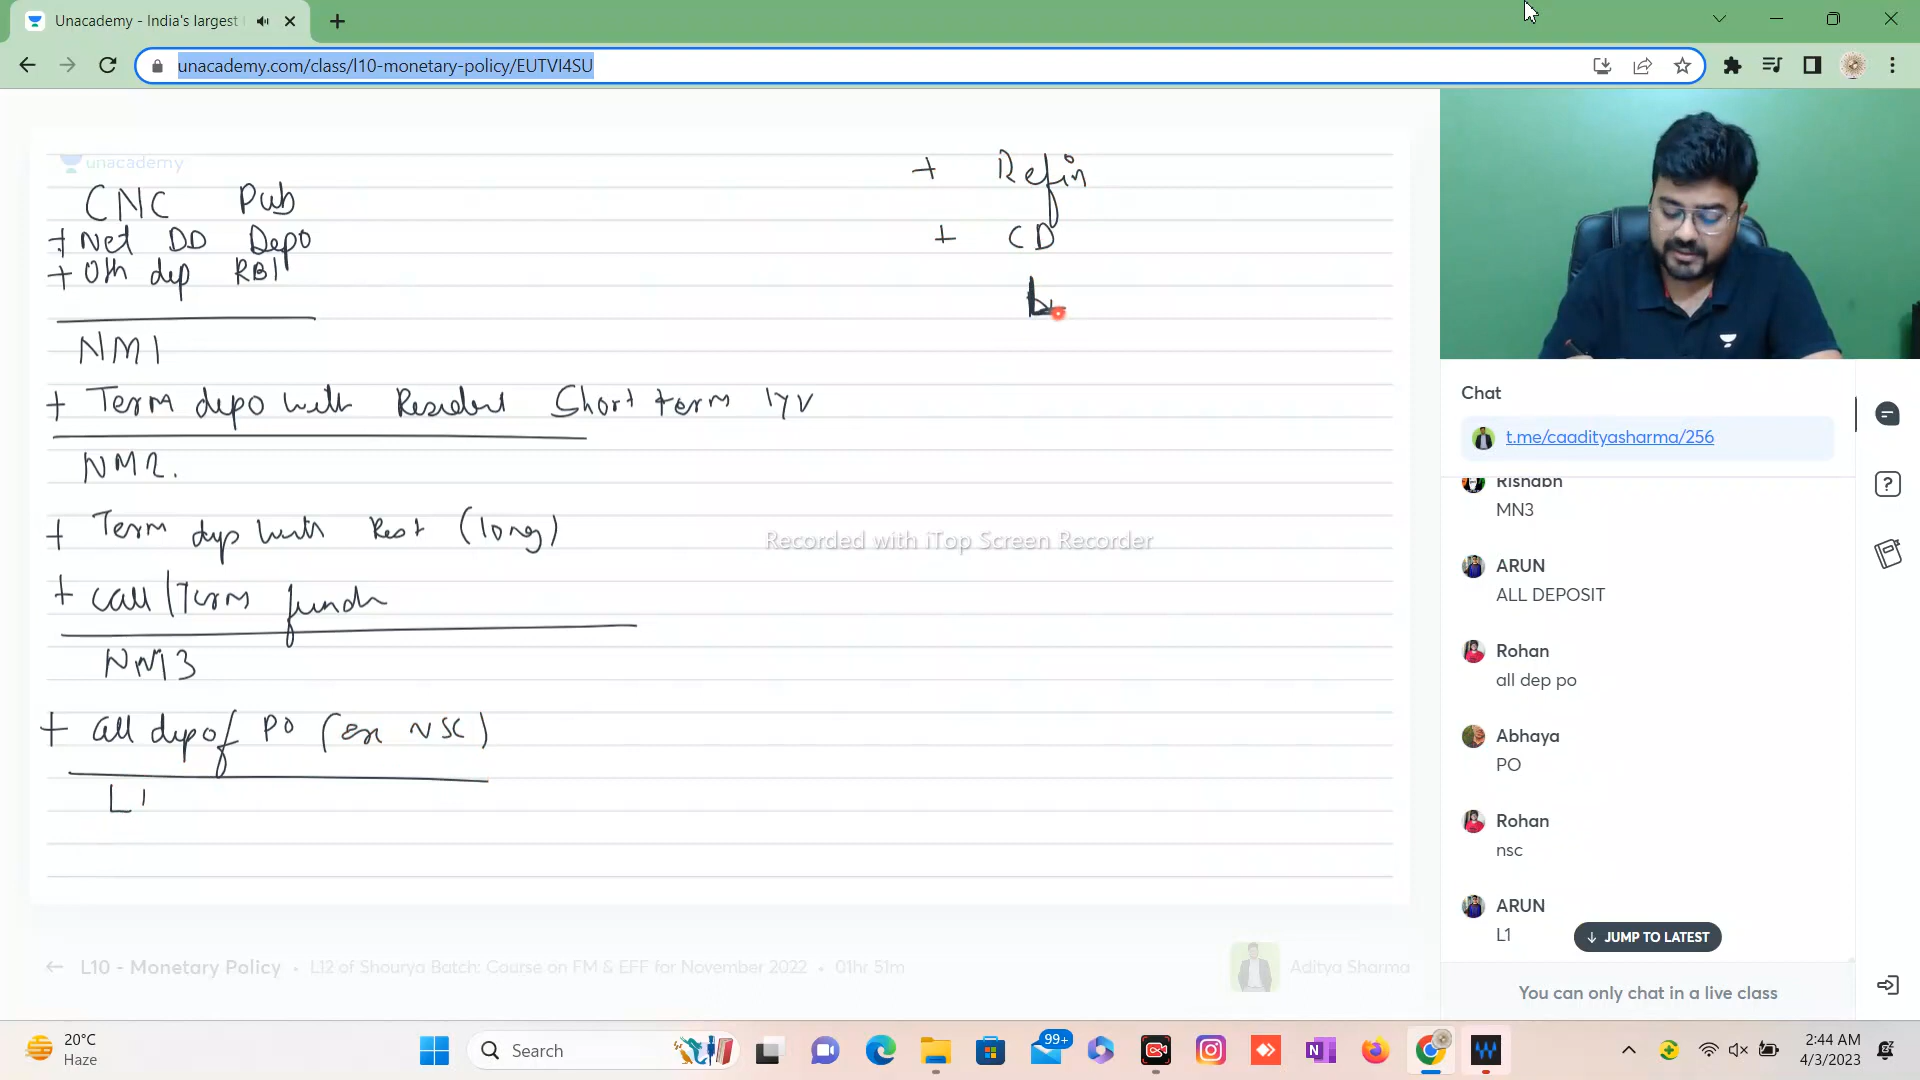 Unacademy - India's largest
unacademy.com/class/l10-monetary-policy/EUTVI4SU
unacademy
CNC Pub
+ Net DD Depo
+ Oth dep RBI
NM1
+ Term depo with Resident Short term 1yr
NM2.
+ Term dep with Rest (long)
+ Call/Term funds
NM3
+ all dep of PO (ex NSC)
L1
+ Refin
+ CD
Recorded with iTop Screen Recorder
L10 - Monetary Policy • L12 of Shourya Batch: Course on FM & EFF for November 2022 • 01hr 51m
Aditya Sharma
Chat
t.me/caadityasharma/256
Rishabh
MN3
ARUN
ALL DEPOSIT
Rohan
all dep po
Abhaya
PO
Rohan
nsc
ARUN
L1
JUMP TO LATEST
You can only chat in a live class
20°C
Haze
Search
99+
2:44 AM
4/3/2023